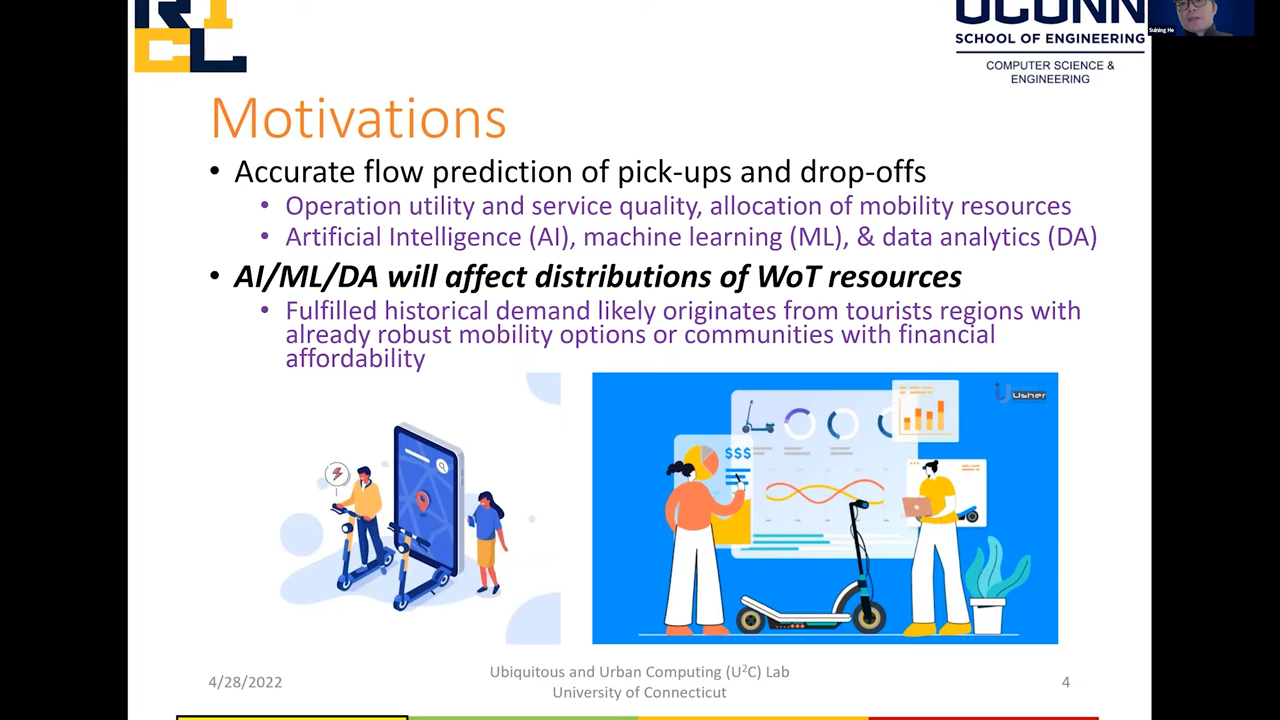 UCONN
SCHOOL OF ENGINEERING
COMPUTER SCIENCE &
ENGINEERING
Suining He
Motivations
• Accurate flow prediction of pick-ups and drop-offs
• Operation utility and service quality, allocation of mobility resources
• Artificial Intelligence (AI), machine learning (ML), & data analytics (DA)
• AI/ML/DA will affect distributions of WoT resources
• Fulfilled historical demand likely originates from tourists regions with
already robust mobility options or communities with financial
affordability
Usher
$$$
4/28/2022
Ubiquitous and Urban Computing (U²C) Lab
University of Connecticut
4